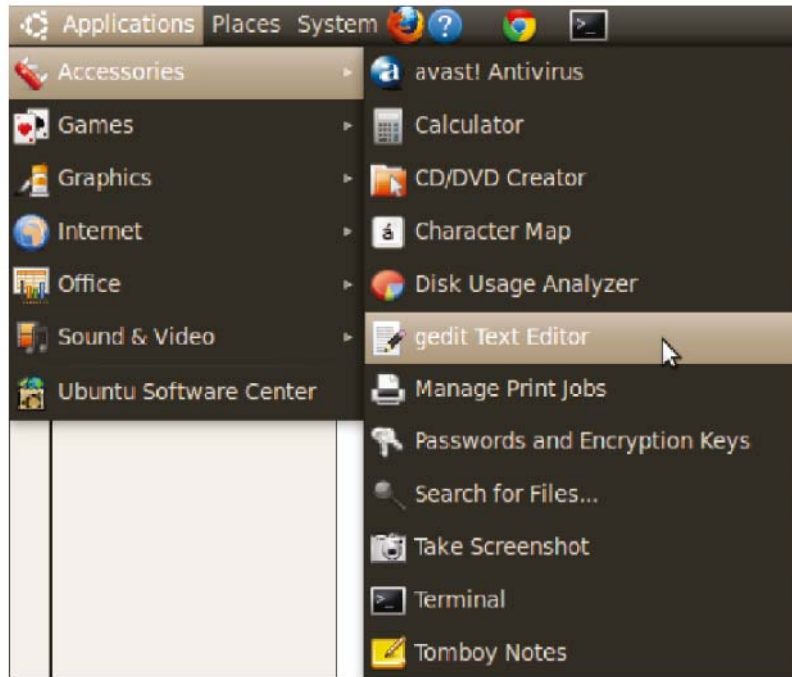 Applications Places System
Accessories
Games
Graphics
Internet
Office
Sound & Video
Ubuntu Software Center
avast! Antivirus
Calculator
CD/DVD Creator
Character Map
Disk Usage Analyzer
gedit Text Editor
Manage Print Jobs
Passwords and Encryption Keys
Search for Files...
Take Screenshot
Terminal
Tomboy Notes